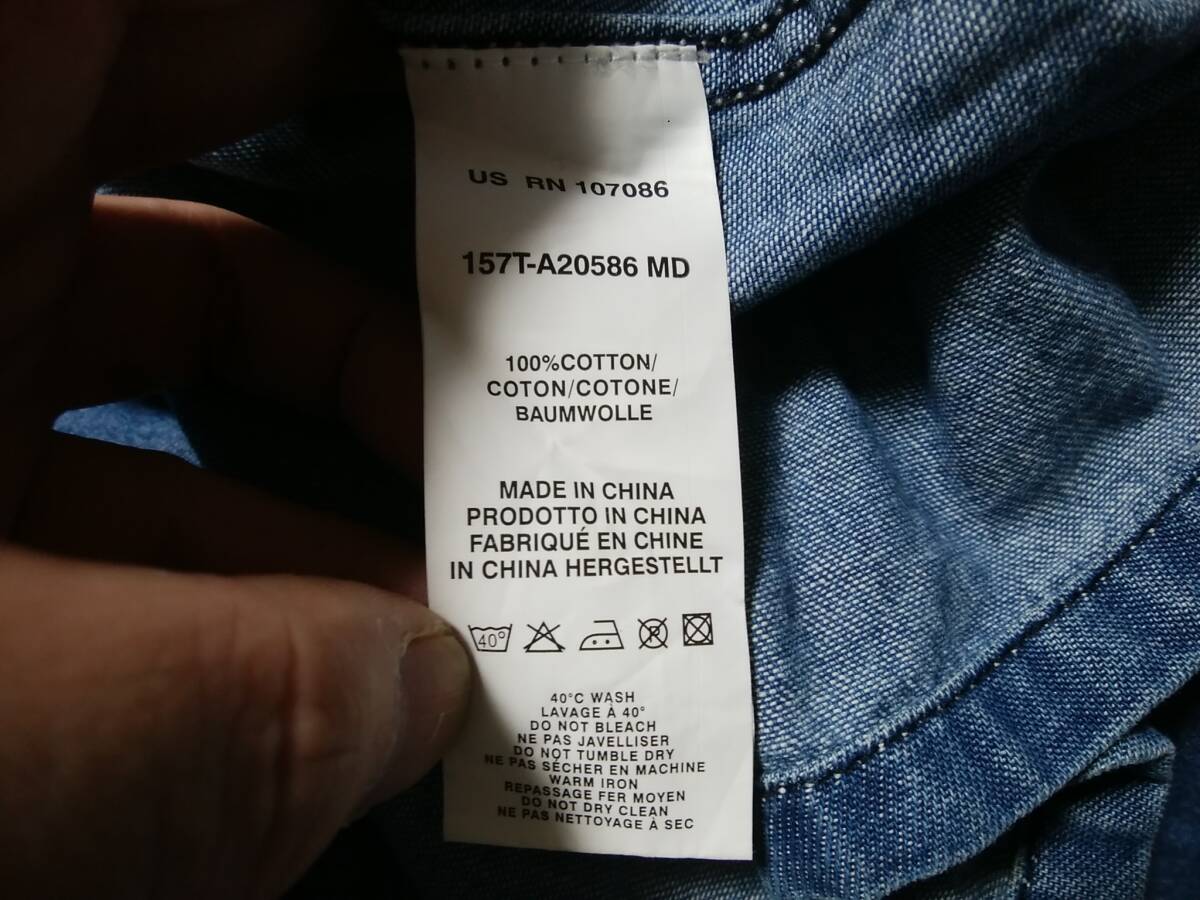 US RN 107086
157T-A20586 MD
100%COTTON/
COTON/COTONE/
BAUMWOLLE
MADE IN CHINA
PRODOTTO IN CHINA
FABRIQUÉ EN CHINE
IN CHINA HERGESTELLT
40°
40°C WASH
LAVAGE À 40°
DO NOT BLEACH
NE PAS JAVELLISER
DO NOT TUMBLE DRY
NE PAS SÉCHER EN MACHINE
WARM IRON
REPASSAGE FER MOYEN
DO NOT DRY CLEAN
NE PAS NETTOYAGE À SEC